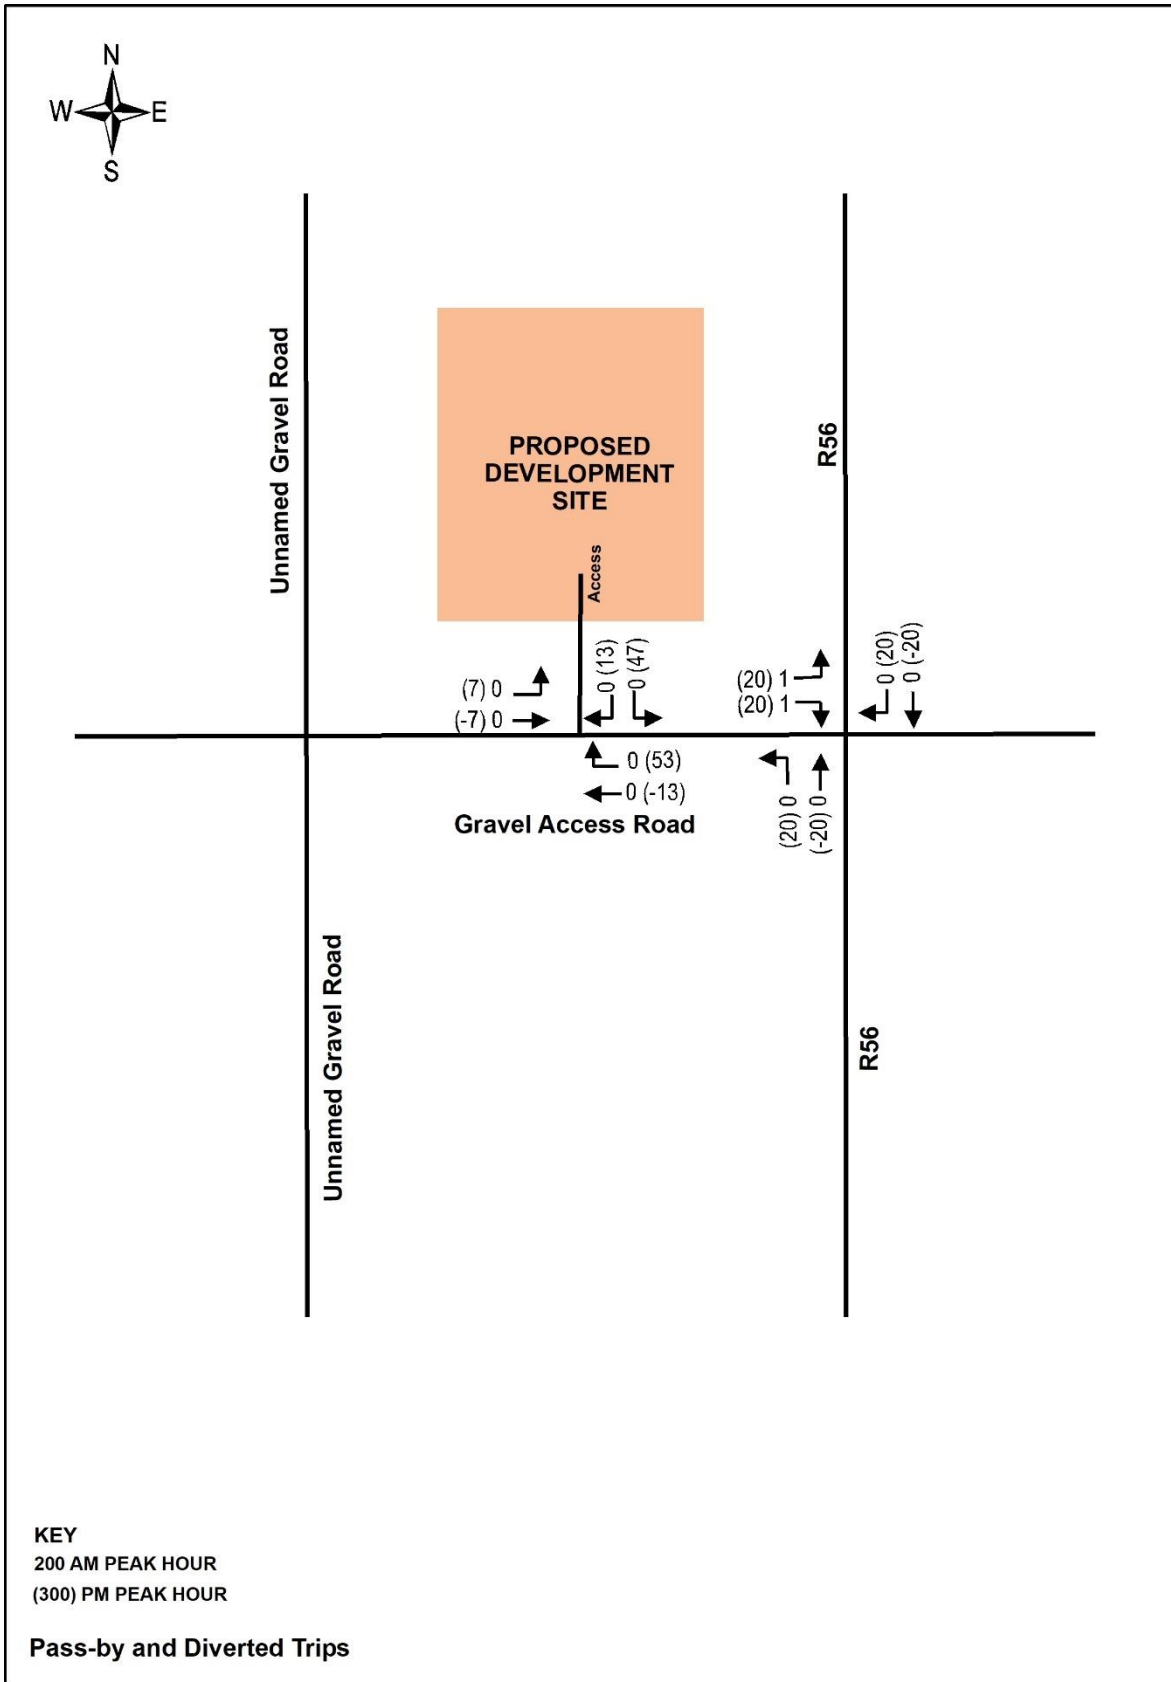 N
W E
S
Unnamed Gravel Road
R56
PROPOSED
DEVELOPMENT
SITE
Access
(7) 0
(-7) 0
0 (13)
0 (47)
(20) 1
(20) 1
0 (20)
0 (-20)
0 (53)
0 (-13)
(20) 0
(-20) 0
Gravel Access Road
Unnamed Gravel Road
R56
KEY
200 AM PEAK HOUR
(300) PM PEAK HOUR
Pass-by and Diverted Trips